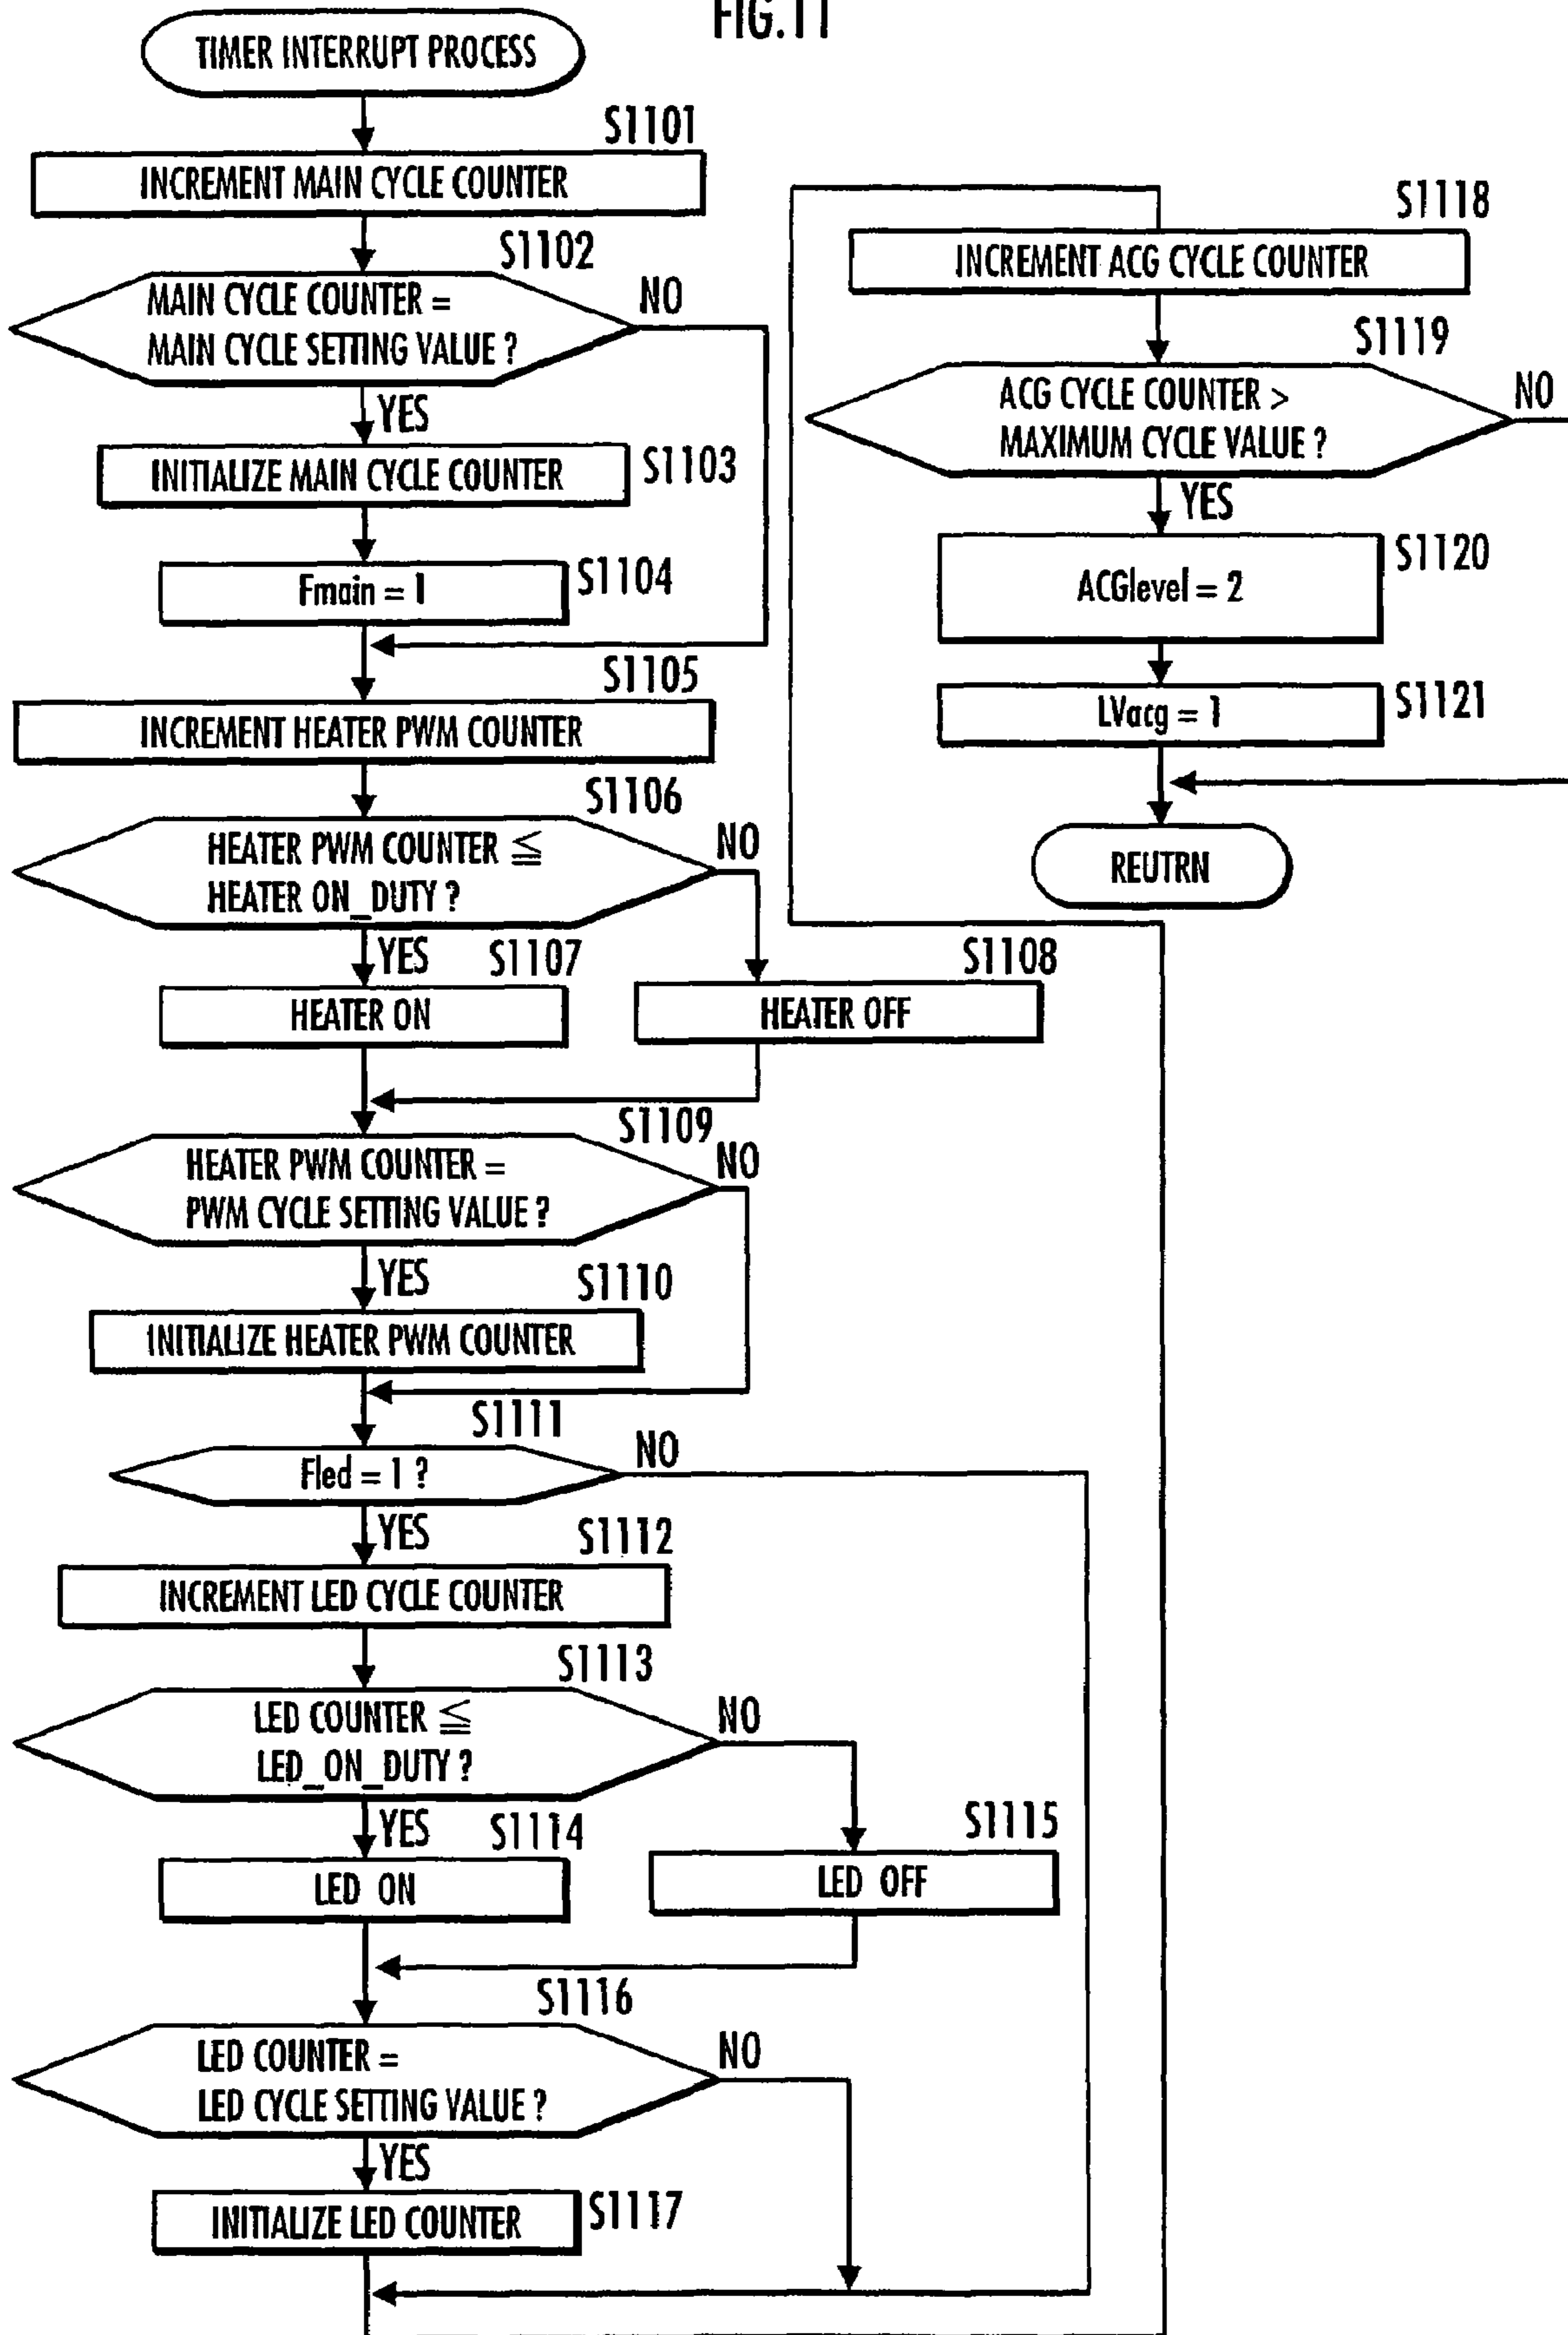 FIG.11
TIMER INTERRUPT PROCESS
S1101
INCREMENT MAIN CYCLE COUNTER
S1102
MAIN CYCLE COUNTER =
MAIN CYCLE SETTING VALUE ?
NO
YES
INITIALIZE MAIN CYCLE COUNTER
S1103
Fmain = 1
S1104
S1105
INCREMENT HEATER PWM COUNTER
S1106
HEATER PWM COUNTER ≦
HEATER ON_DUTY ?
NO
YES
S1107
HEATER ON
S1108
HEATER OFF
S1109
HEATER PWM COUNTER =
PWM CYCLE SETTING VALUE ?
NO
YES
S1110
INITIALIZE HEATER PWM COUNTER
S1111
Fled = 1 ?
NO
YES
S1112
INCREMENT LED CYCLE COUNTER
S1113
LED COUNTER ≦
LED_ON_DUTY ?
NO
YES
S1114
LED ON
S1115
LED OFF
S1116
LED COUNTER =
LED CYCLE SETTING VALUE ?
NO
YES
INITIALIZE LED COUNTER
S1117
S1118
INCREMENT ACG CYCLE COUNTER
S1119
ACG CYCLE COUNTER >
MAXIMUM CYCLE VALUE ?
NO
YES
S1120
ACGlevel = 2
LVacg = 1
S1121
REUTRN